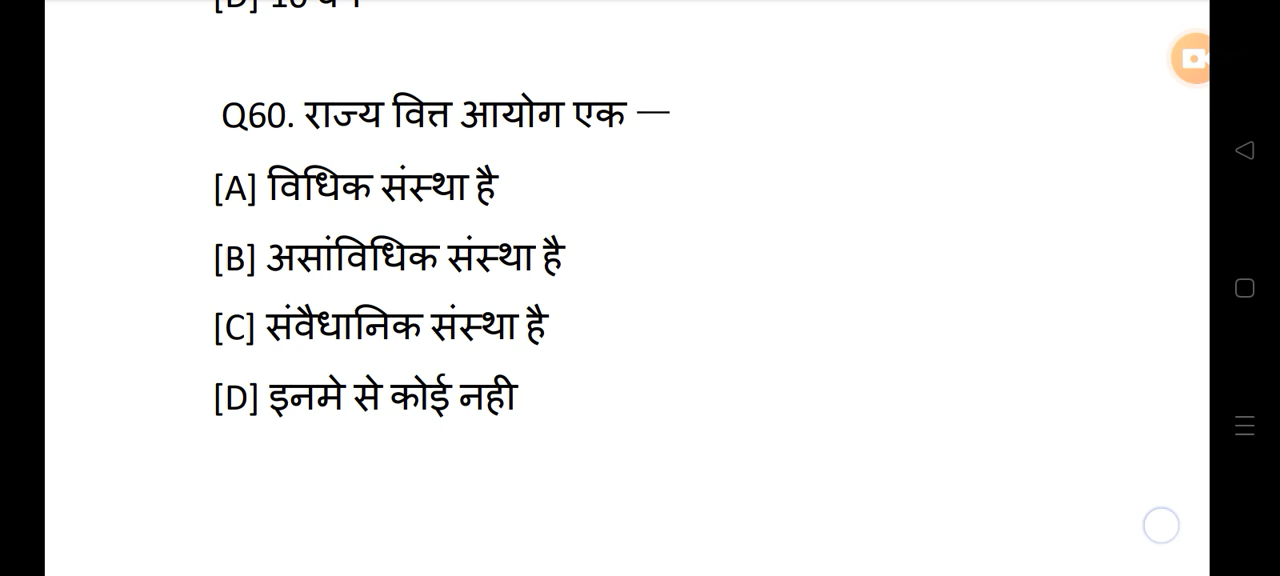 Q60. राज्य वित्त आयोग एक —
[A] विधिक संस्था है
[B] असांविधिक संस्था है
[C] संवैधानिक संस्था है
[D] इनमे से कोई नही